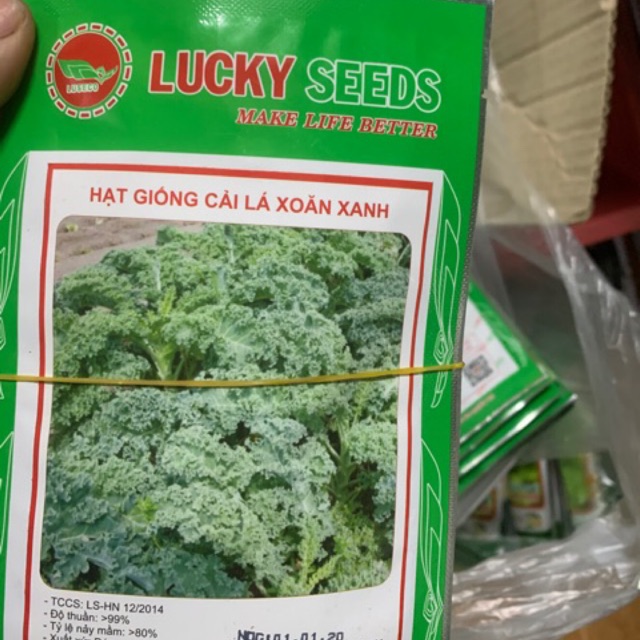 LUSECO
LUCKY SEEDS
MAKE LIFE BETTER
HẠT GIỐNG CẢI LÁ XOĂN XANH
- TCCS: LS-HN 12/2014
- Độ thuần: >99%
- Tỷ lệ nảy mầm: >80%